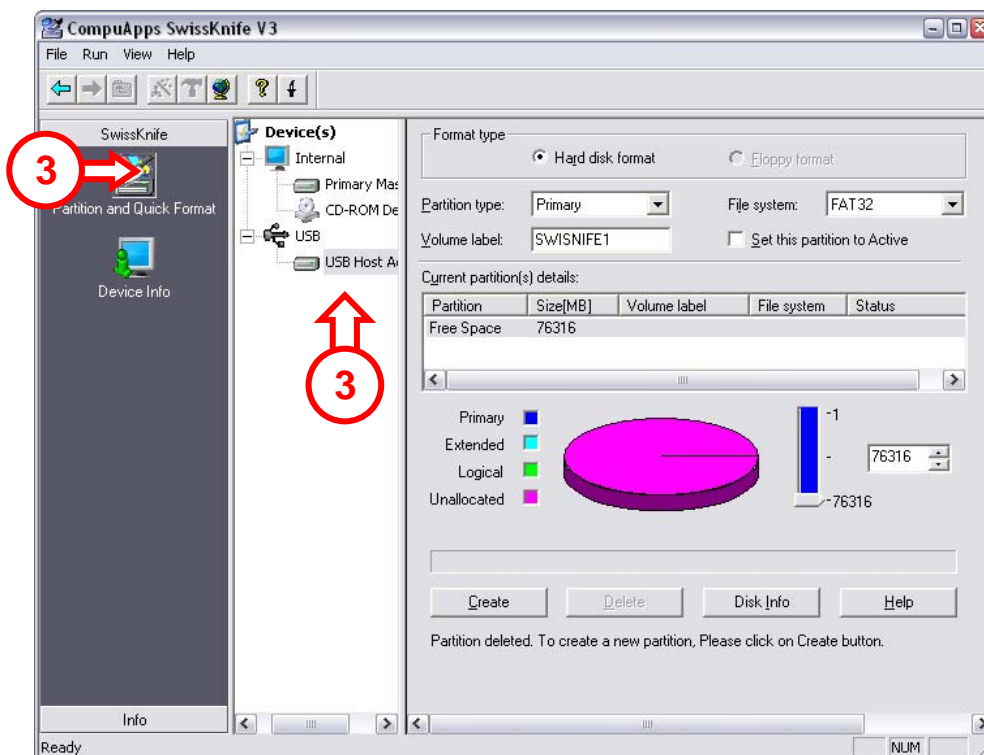 CompuApps SwissKnife V3
File Run View Help
SwissKnife
3
Partition and Quick Format
Device Info
Info
Device(s)
Internal
Primary Mas
CD-ROM De
USB
USB Host A
3
Format type
Hard disk format
Floppy format
Partition type: Primary
File system: FAT32
Volume label: SWISNIFE1
Set this partition to Active
Current partition(s) details:
Partition Size[MB] Volume label File system Status
Free Space 76316
Primary
Extended
Logical
Unallocated
-1
-
-76316
76316
Create Delete Disk Info Help
Partition deleted. To create a new partition, Please click on Create button.
Ready
NUM